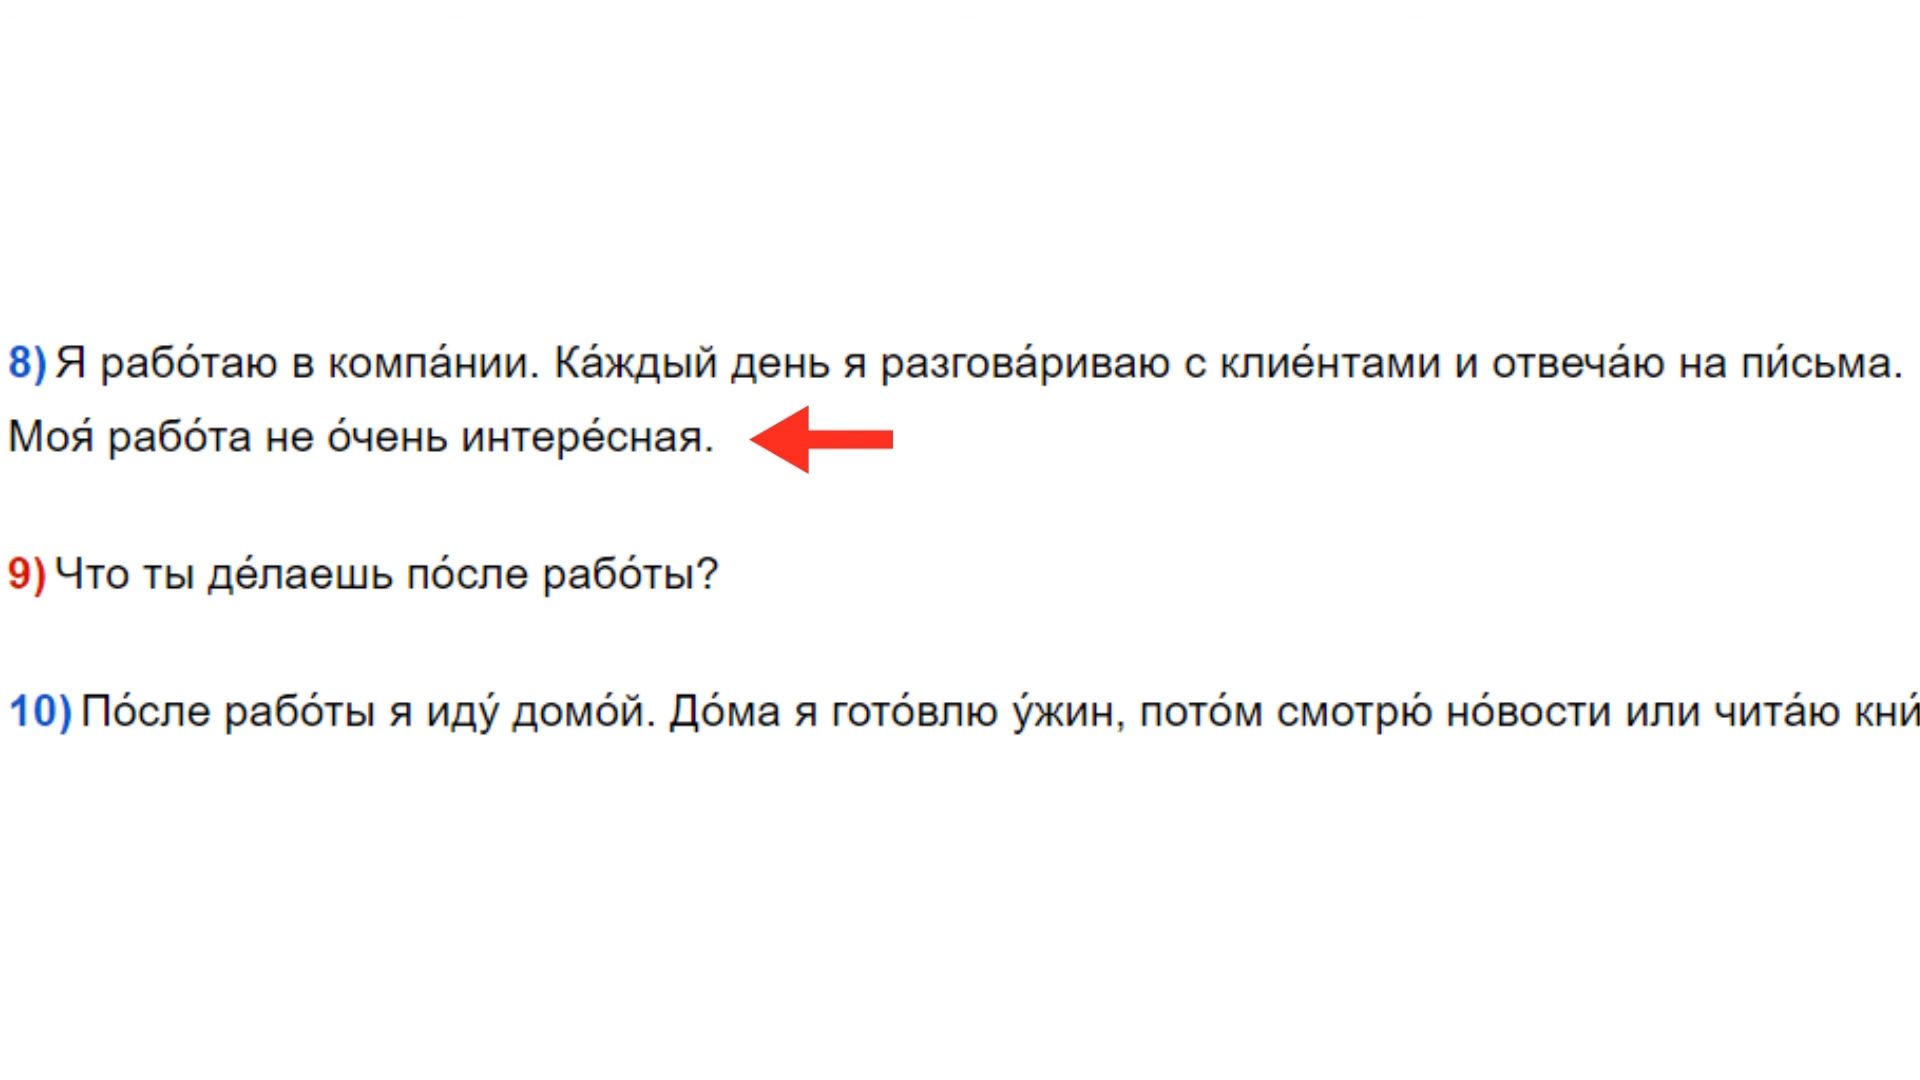 8) Я рабо́таю в компа́нии. Ка́ждый день я разгова́риваю с клие́нтами и отвеча́ю на пи́сьма.
Моя́ рабо́та не о́чень интере́сная.
9) Что ты де́лаешь по́сле рабо́ты?
10) По́сле рабо́ты я иду́ домо́й. До́ма я гото́влю у́жин, пото́м смотрю́ но́вости или чита́ю кни́